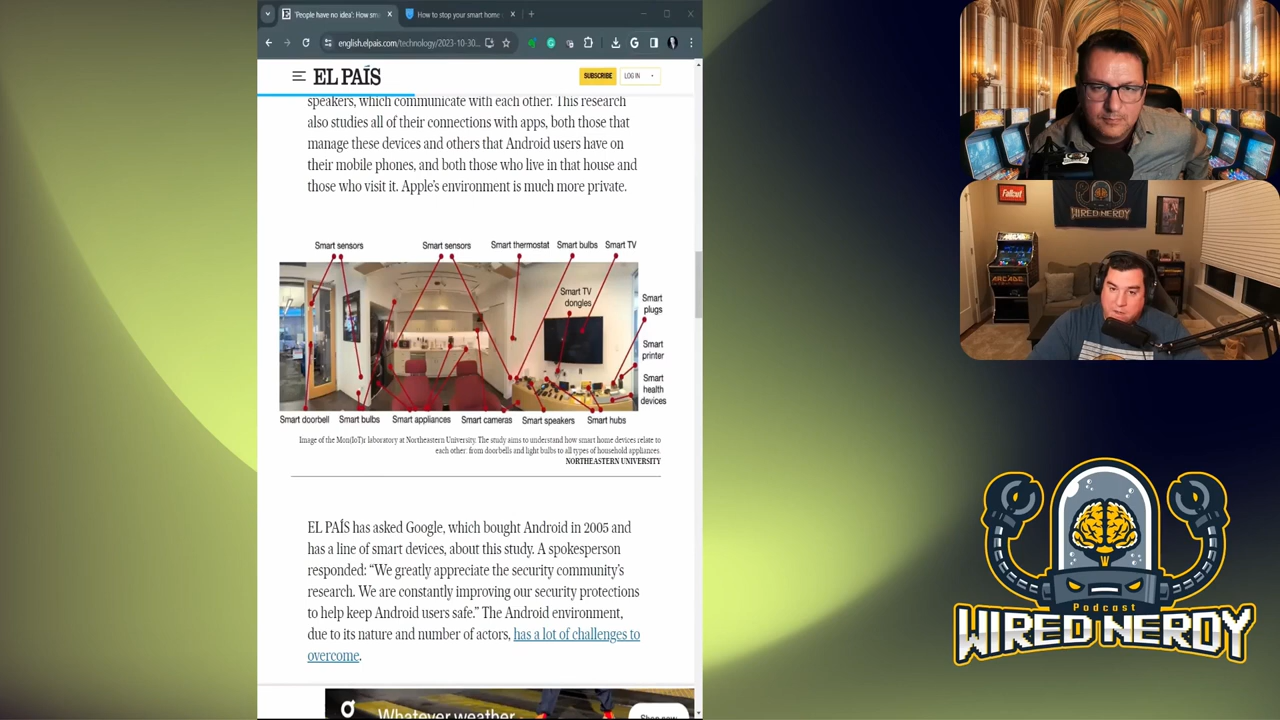 'People have no idea': How sm
How to stop your smart home
english.elpais.com/technology/2023-10-30...
EL PAÍS
SUBSCRIBE
LOG IN
speakers, which communicate with each other. This research
also studies all of their connections with apps, both those that
manage these devices and others that Android users have on
their mobile phones, and both those who live in that house and
those who visit it. Apple's environment is much more private.
Smart sensors
Smart sensors
Smart thermostat
Smart bulbs
Smart TV
Smart TV
dongles
Smart
plugs
Smart
printer
Smart
health
devices
Smart doorbell
Smart bulbs
Smart appliances
Smart cameras
Smart speakers
Smart hubs
Image of the Mon(IoT)r laboratory at Northeastern University. The study aims to understand how smart home devices relate to
each other: from doorbells and light bulbs to all types of household appliances.
NORTHEASTERN UNIVERSITY
EL PAÍS has asked Google, which bought Android in 2005 and
has a line of smart devices, about this study. A spokesperson
responded: “We greatly appreciate the security community's
research. We are constantly improving our security protections
to help keep Android users safe.” The Android environment,
due to its nature and number of actors, has a lot of challenges to
overcome.
Whatever weather
Shop now
Fallout
WIRED NERDY
ARCADE
Podcast
WIRED NERDY